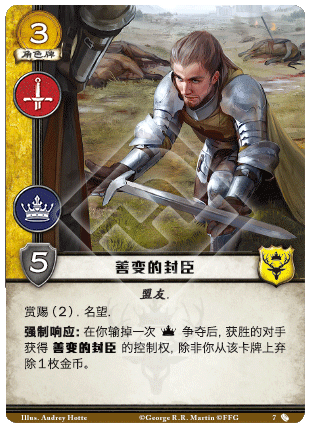 3
角色牌
5
善变的封臣
盟友.
赏赐 (2) . 名望.
强制响应: 在你输掉一次 争夺后, 获胜的对手
获得 善变的封臣 的控制权, 除非你从该卡牌上弃
除1枚金币。
Illus. Audrey Hotte ©George R.R. Martin ©FFG 7